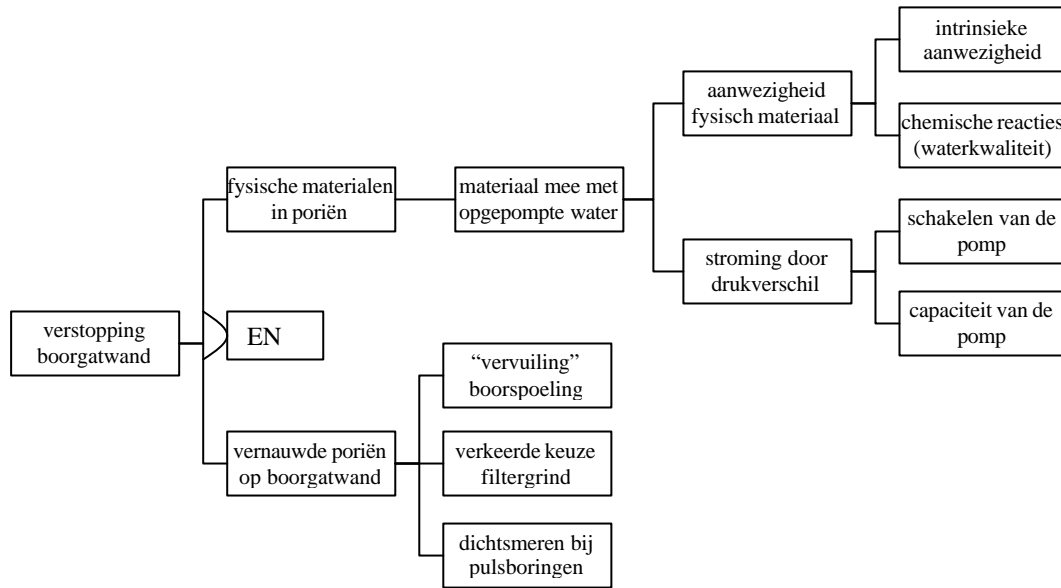 intrinsieke
aanwezigheid
aanwezigheid
fysisch materiaal
chemische reacties
(waterkwaliteit)
fysische materialen
in poriën
materiaal mee met
opgepompte water
schakelen van de
pomp
stroming door
drukverschil
capaciteit van de
pomp
verstopping
boorgatwand
EN
“vervuiling”
boorspoeling
vernauwde poriën
op boorgatwand
verkeerde keuze
filtergrind
dichtsmeren bij
pulsboringen